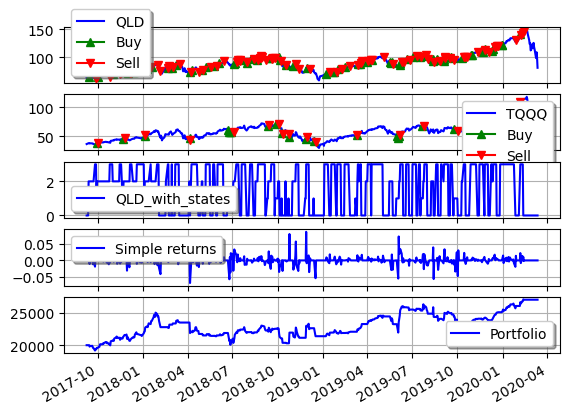 150
100
QLD
Buy
Sell
100
50
TQQQ
Buy
Sell
2
0
QLD_with_states
0.05
0.00
−0.05
Simple returns
25000
20000
Portfolio
2017-10
2018-01
2018-04
2018-07
2018-10
2019-01
2019-04
2019-07
2019-10
2020-01
2020-04